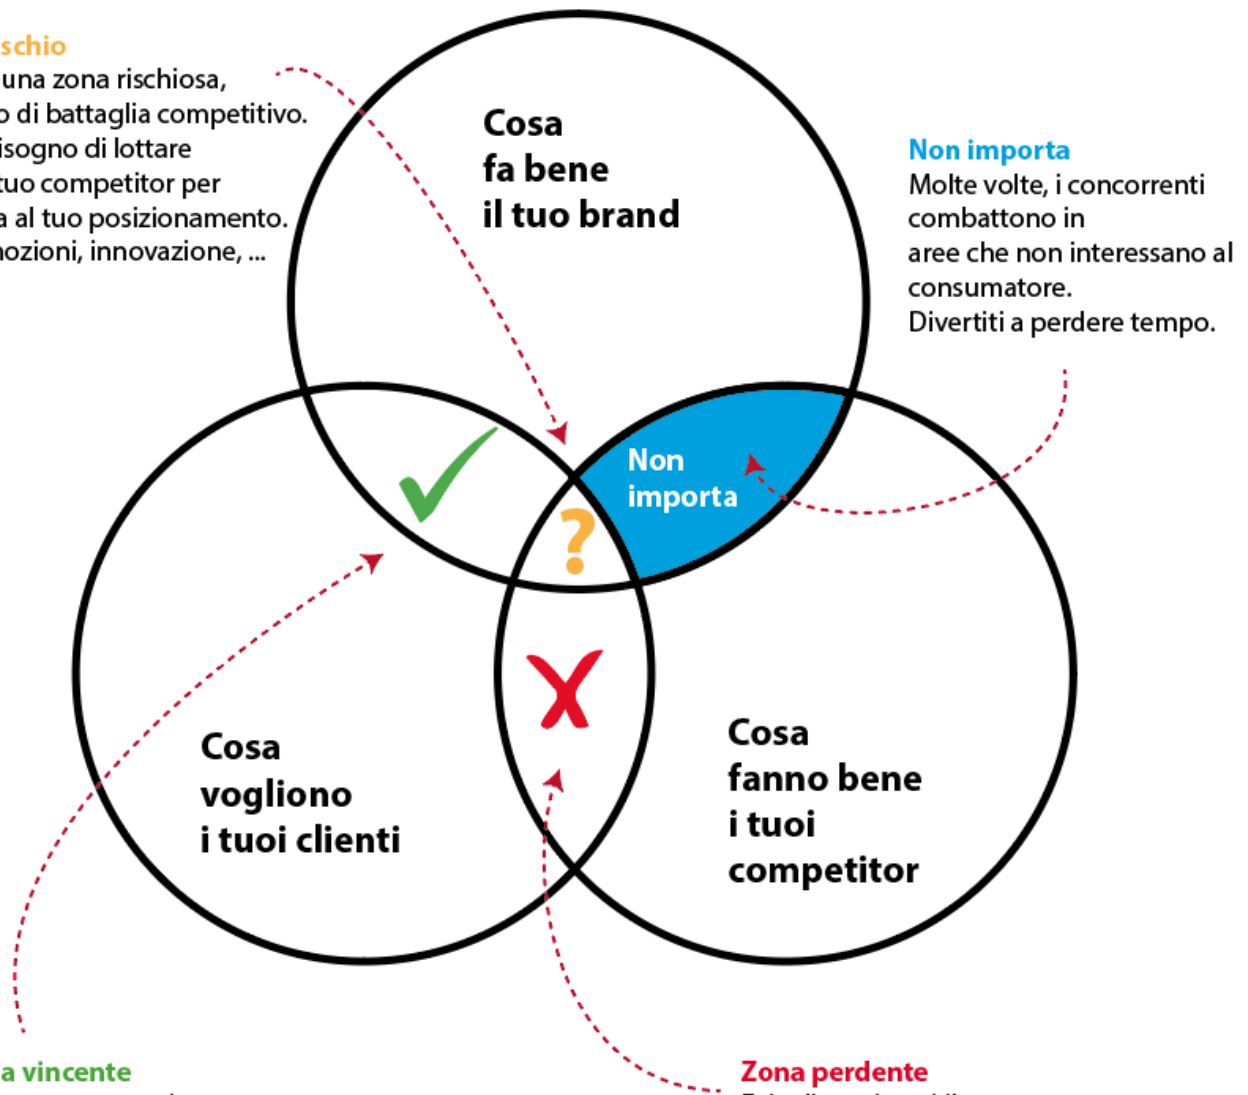 schio
una zona rischiosa,
o di battaglia competitivo.
isogno di lottare
tuo competitor per
a al tuo posizionamento.
nozioni, innovazione, ...
Cosa
fa bene
il tuo brand
Non importa
Molte volte, i concorrenti
combattono in
aree che non interessano al
consumatore.
Divertiti a perdere tempo.
Non
importa
?
Cosa
vogliono
i tuoi clienti
Cosa
fanno bene
i tuoi
competitor
a vincente
Zona perdente